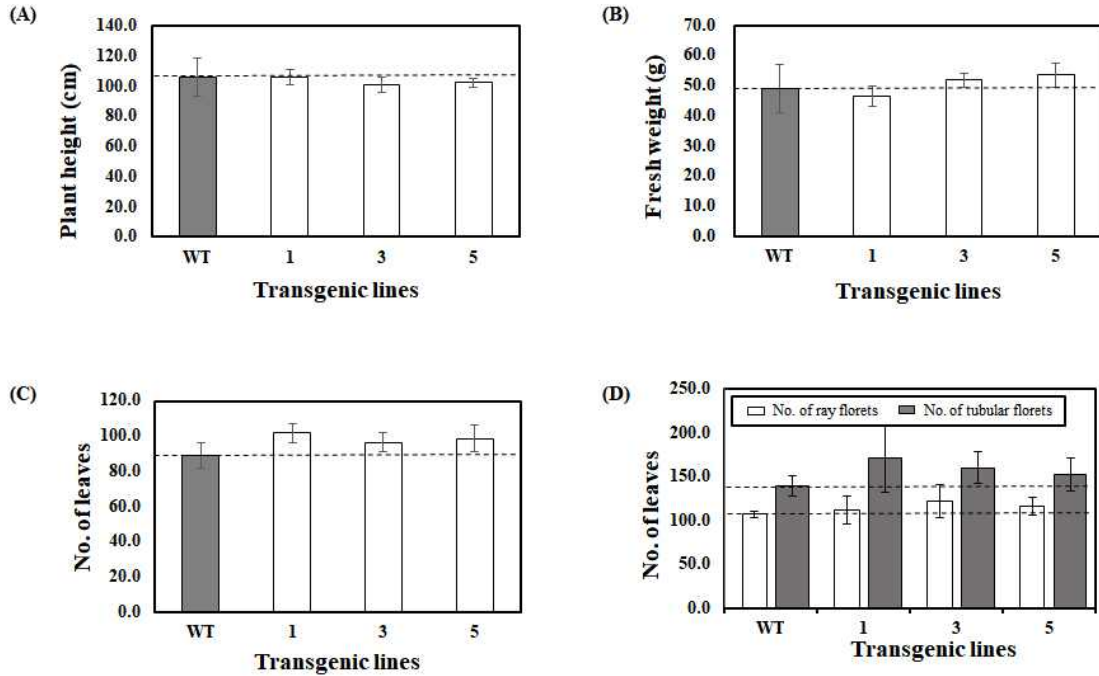 (A)
140.0
120.0
100.0
80.0
60.0
40.0
20.0
0.0
Plant height (cm)
WT 1 3 5
Transgenic lines
(B)
70.0
60.0
50.0
40.0
30.0
20.0
10.0
0.0
Fresh weight (g)
WT 1 3 5
Transgenic lines
(C)
120.0
100.0
80.0
60.0
40.0
20.0
0.0
No. of leaves
WT 1 3 5
Transgenic lines
(D)
250.0
200.0
150.0
100.0
50.0
0.0
No. of leaves
No. of ray florets No. of tubular florets
WT 1 3 5
Transgenic lines